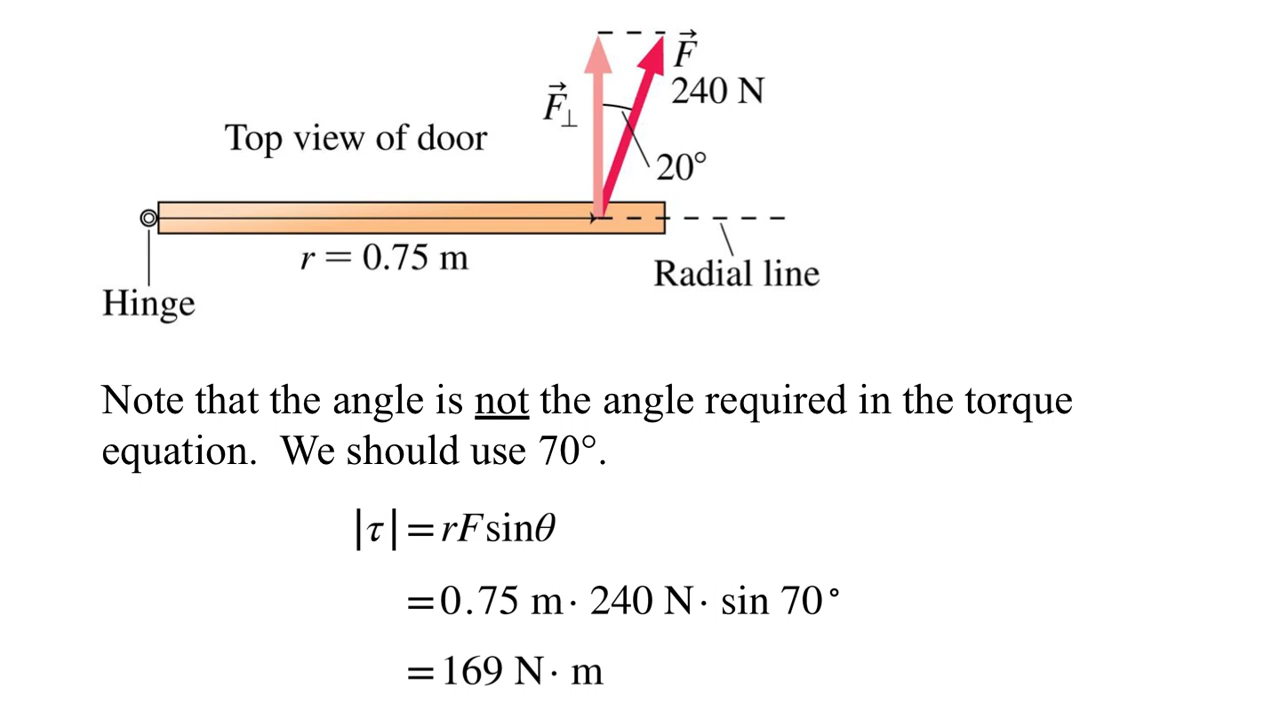 F⃗
240 N
F⃗⊥
Top view of door
20°
r = 0.75 m
Radial line
Hinge
Note that the angle is not the angle required in the torque
equation.  We should use 70°.
|τ| = rF sinθ
= 0.75 m · 240 N · sin 70°
= 169 N · m